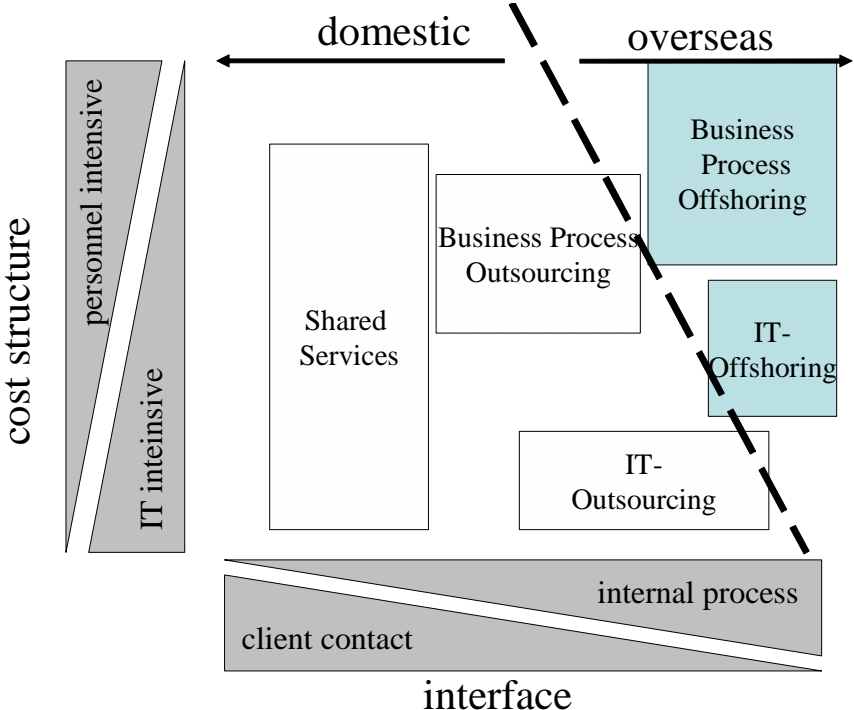 domestic
overseas
personnel intensive
IT inteinsive
cost structure
Business
Process
Offshoring
Business Process
Outsourcing
Shared
Services
IT-
Offshoring
IT-
Outsourcing
internal process
client contact
interface